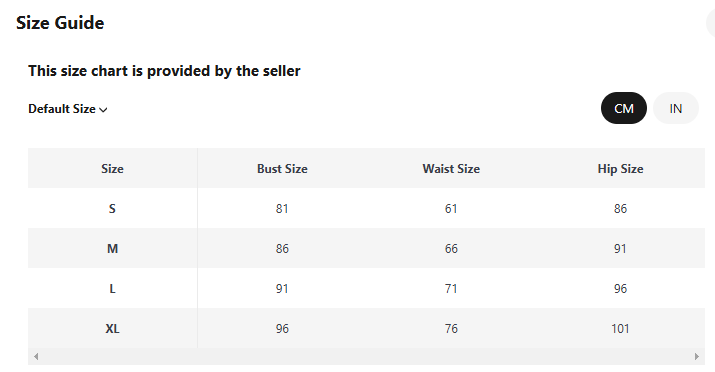 Size Guide
This size chart is provided by the seller
Default Size
CM IN
Size Bust Size Waist Size Hip Size
S 81 61 86
M 86 66 91
L 91 71 96
XL 96 76 101